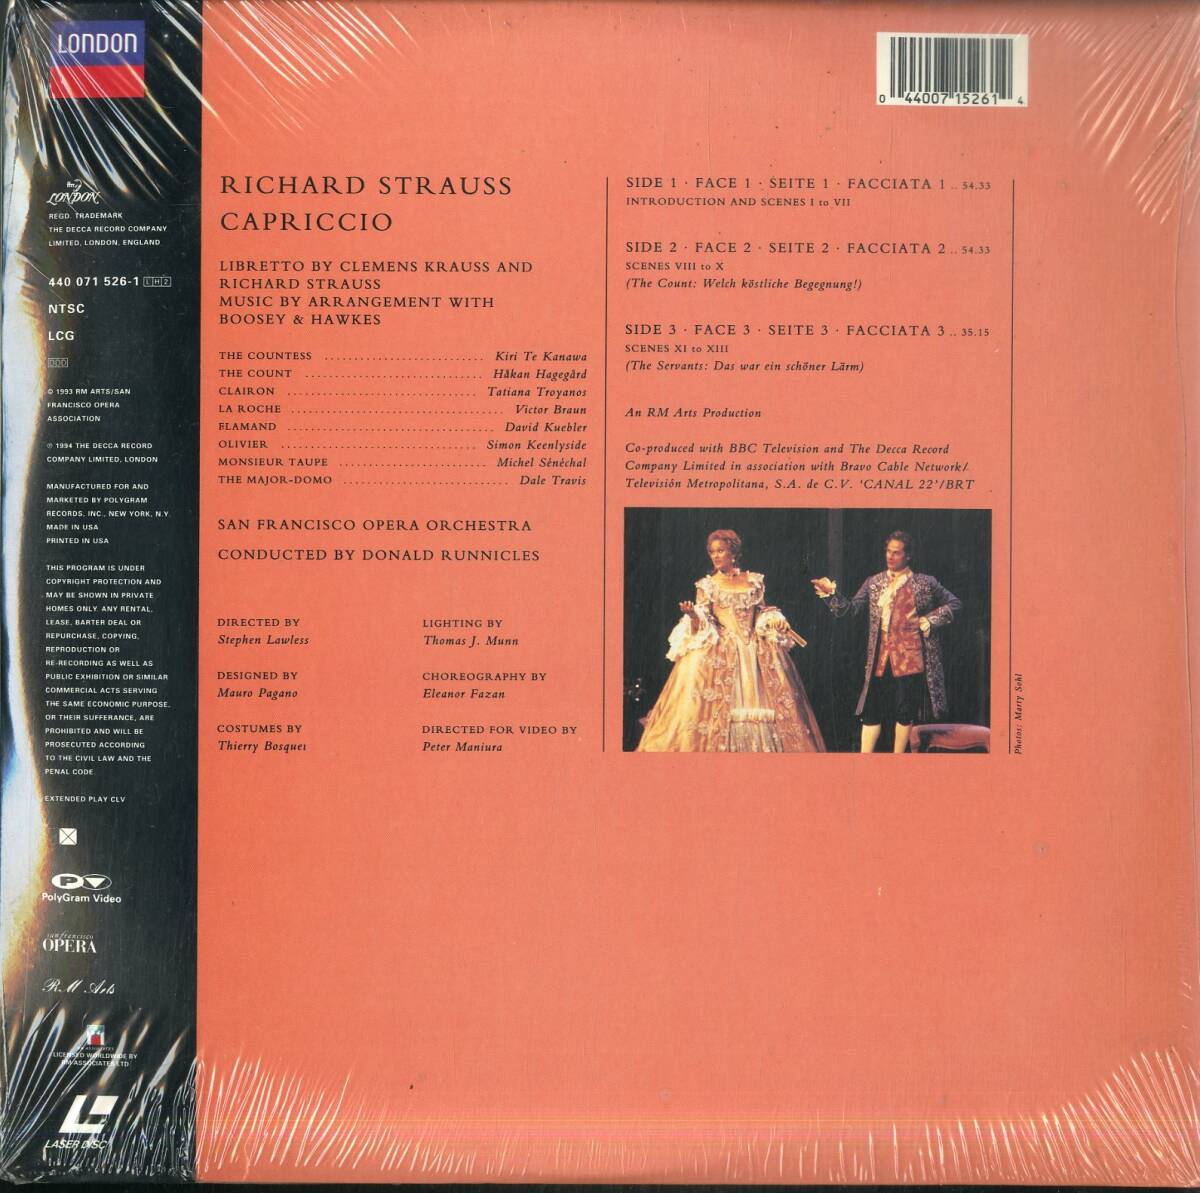 LONDON
0 44007 15261 4
LONDON
REGD. TRADEMARK
THE DECCA RECORD COMPANY
LIMITED, LONDON, ENGLAND
440 071 526-1 LH2
NTSC
LCG
DDD
© 1993 RM ARTS/SAN
FRANCISCO OPERA
ASSOCIATION
℗ 1994 THE DECCA RECORD
COMPANY LIMITED, LONDON
MANUFACTURED FOR AND
MARKETED BY POLYGRAM
RECORDS, INC., NEW YORK, N.Y.
MADE IN USA
PRINTED IN USA
THIS PROGRAM IS UNDER
COPYRIGHT PROTECTION AND
MAY BE SHOWN IN PRIVATE
HOMES ONLY. ANY RENTAL,
LEASE, BARTER DEAL OR
REPURCHASE, COPYING,
REPRODUCTION OR
RE-RECORDING AS WELL AS
PUBLIC EXHIBITION OR SIMILAR
COMMERCIAL ACTS SERVING
THE SAME ECONOMIC PURPOSE,
OR THEIR SUFFERANCE, ARE
PROHIBITED AND WILL BE
PROSECUTED ACCORDING
TO THE CIVIL LAW AND THE
PENAL CODE.
EXTENDED PLAY CLV
PolyGram Video
san francisco
OPERA
RM Arts
RM ASSOCIATES
LICENSED WORLDWIDE BY
RM ASSOCIATES LTD
LASER DISC
RICHARD STRAUSS
CAPRICCIO
LIBRETTO BY CLEMENS KRAUSS AND
RICHARD STRAUSS
MUSIC BY ARRANGEMENT WITH
BOOSEY & HAWKES
THE COUNTESS ........................ Kiri Te Kanawa
THE COUNT ........................... Håkan Hagegård
CLAIRON ............................. Tatiana Troyanos
LA ROCHE ................................ Victor Braun
FLAMAND ............................... David Kuebler
OLIVIER .............................. Simon Keenlyside
MONSIEUR TAUPE ...................... Michel Sénéchal
THE MAJOR-DOMO ......................... Dale Travis
SAN FRANCISCO OPERA ORCHESTRA
CONDUCTED BY DONALD RUNNICLES
DIRECTED BY
Stephen Lawless
DESIGNED BY
Mauro Pagano
COSTUMES BY
Thierry Bosquet
LIGHTING BY
Thomas J. Munn
CHOREOGRAPHY BY
Eleanor Fazan
DIRECTED FOR VIDEO BY
Peter Maniura
SIDE 1 · FACE 1 · SEITE 1 · FACCIATA 1 .. 54.33
INTRODUCTION AND SCENES I to VII
SIDE 2 · FACE 2 · SEITE 2 · FACCIATA 2 .. 54.33
SCENES VIII to X
(The Count: Welch köstliche Begegnung!)
SIDE 3 · FACE 3 · SEITE 3 · FACCIATA 3 .. 35.15
SCENES XI to XIII
(The Servants: Das war ein schöner Lärm)
An RM Arts Production
Co-produced with BBC Television and The Decca Record
Company Limited in association with Bravo Cable Network/
Televisión Metropolitana, S.A. de C.V. 'CANAL 22'/BRT
Photos: Marty Sohl